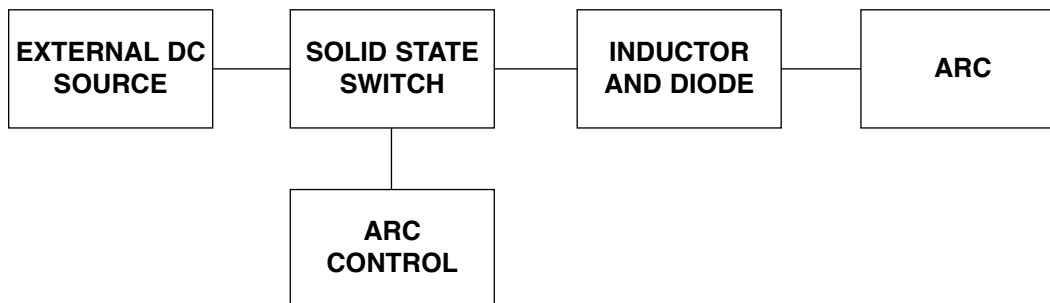 EXTERNAL DC
SOURCE
SOLID STATE
SWITCH
INDUCTOR
AND DIODE
ARC
ARC
CONTROL